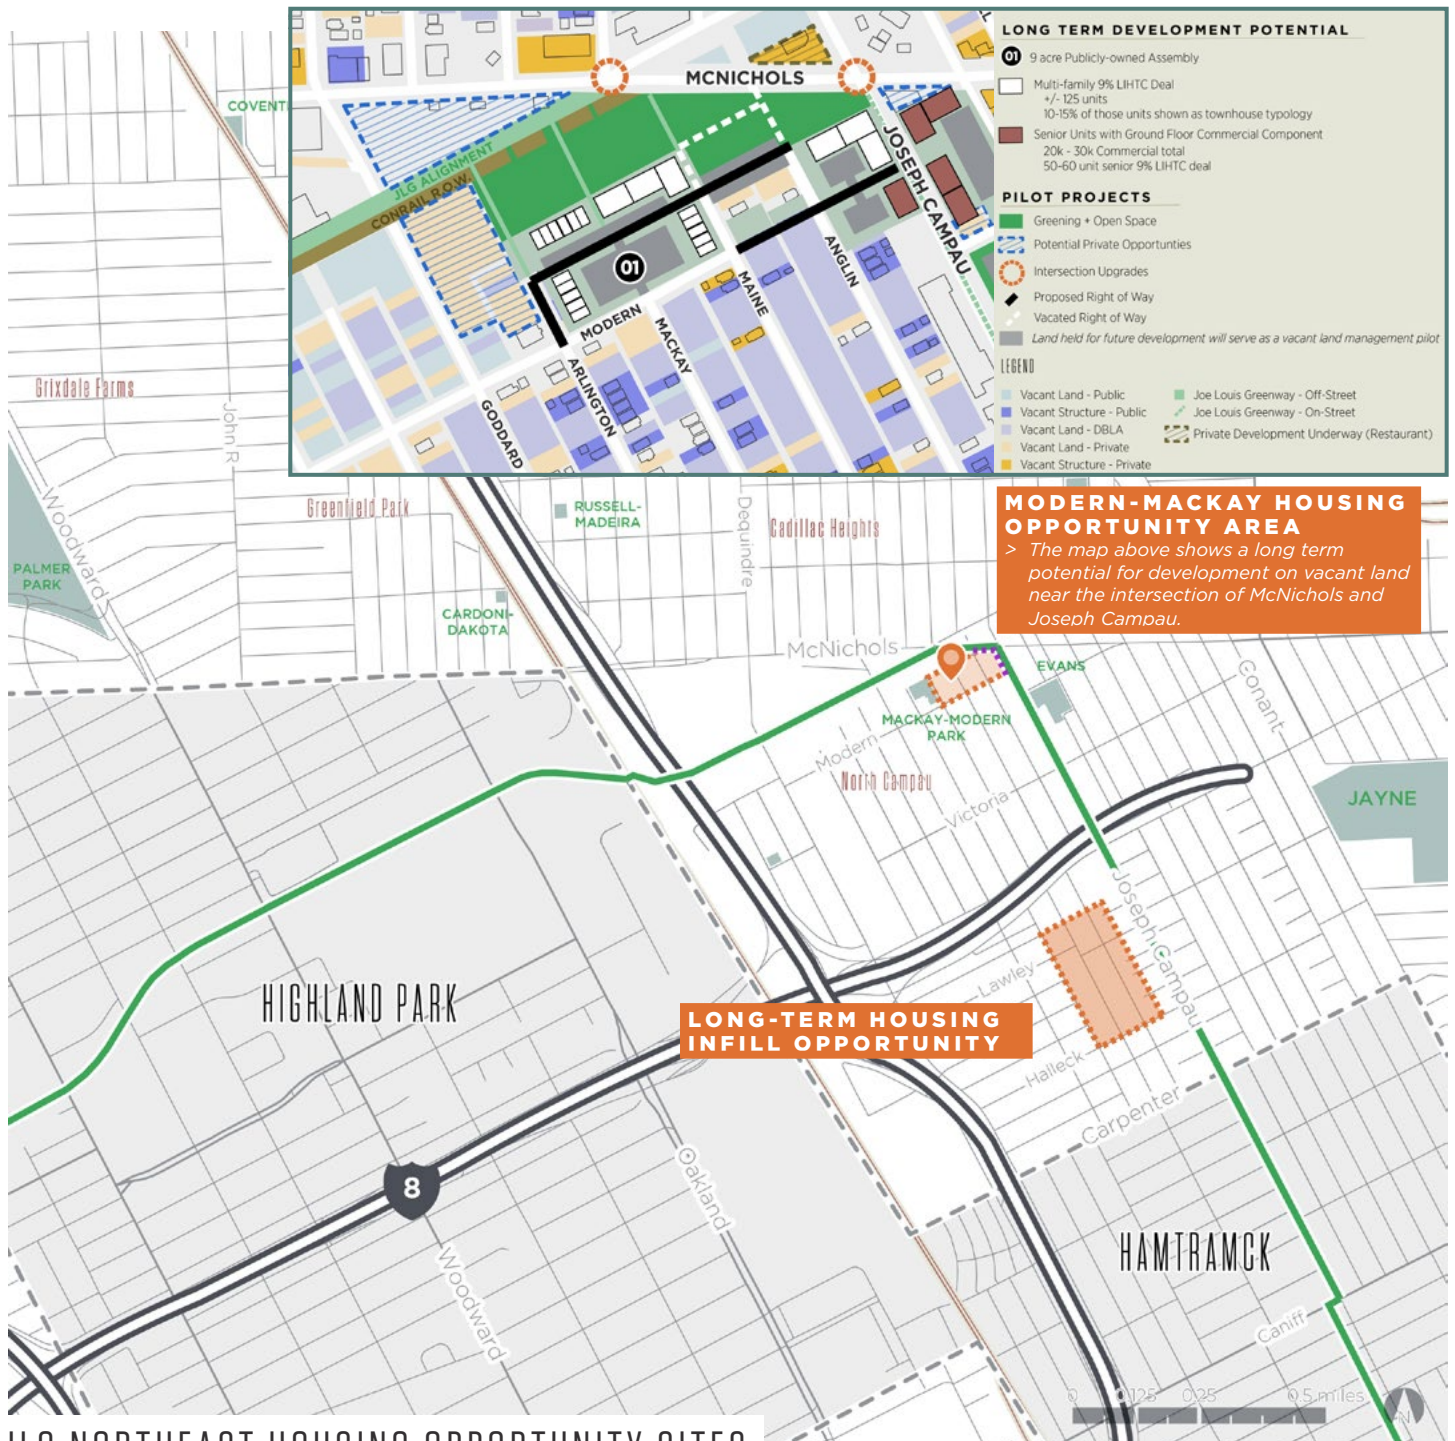 COVENT
MCNICHOLS
JLG ALIGNMENT
CONRAIL R.O.W.
JOSEPH CAMPAU
01
MODERN
MACKAY
MAINE
ANGLIN
ARLINGTON
GODDARD
LONG TERM DEVELOPMENT POTENTIAL
01 9 acre Publicly-owned Assembly
Multi-family 9% LIHTC Deal
+/- 125 units
10-15% of those units shown as townhouse typology
Senior Units with Ground Floor Commercial Component
20k - 30k Commercial total
50-60 unit senior 9% LIHTC deal
PILOT PROJECTS
Greening + Open Space
Potential Private Opportunties
Intersection Upgrades
Proposed Right of Way
Vacated Right of Way
Land held for future development will serve as a vacant land management pilot
LEGEND
Vacant Land - Public
Vacant Structure - Public
Vacant Land - DBLA
Vacant Land - Private
Vacant Structure - Private
Joe Louis Greenway - Off-Street
Joe Louis Greenway - On-Street
Private Development Underway (Restaurant)
Grixdale Farms
John R
Woodward
PALMER
PARK
Greenfield Park
RUSSELL-
MADEIRA
CARDONI-
DAKOTA
Dequindre
Cadillac Heights
MODERN-MACKAY HOUSING
OPPORTUNITY AREA
> The map above shows a long term
potential for development on vacant land
near the intersection of McNichols and
Joseph Campau.
McNichols
EVANS
Conant
MACKAY-MODERN
PARK
Modern
North Campau
Victoria
JAYNE
Joseph Campau
HIGHLAND PARK
Lawley
LONG-TERM HOUSING
INFILL OPPORTUNITY
Halleck
Carpenter
8
Oakland
Woodward
HAMTRAMCK
Caniff
0 0.125 0.25 0.5 miles
N
JLG NORTHEAST HOUSING OPPORTUNITY SITES